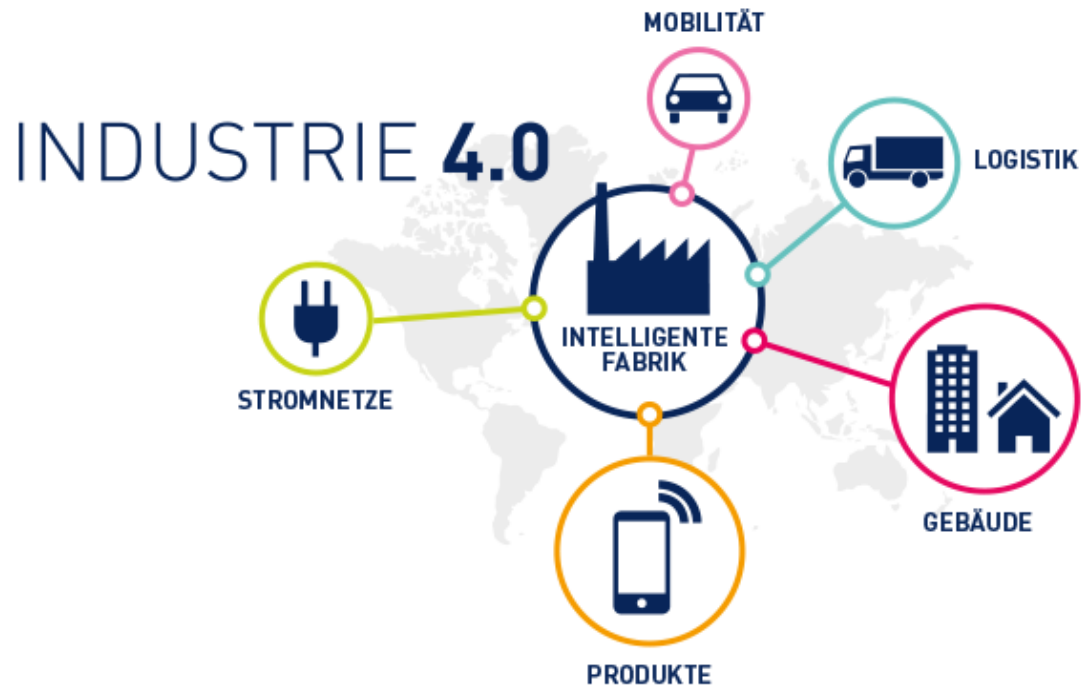 MOBILITÄT
INDUSTRIE 4.0
LOGISTIK
INTELLIGENTE
FABRIK
STROMNETZE
GEBÄUDE
PRODUKTE